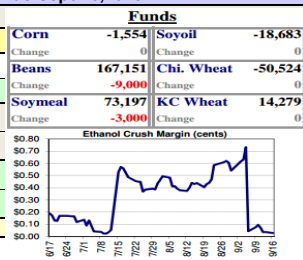 Funds
Corn -1,554 Soyoil -18,683
Change 0 Change 0
Beans 167,151 Chi. Wheat -50,524
Change -9,000 Change 0
Soymeal 73,197 KC Wheat 14,279
Change -3,000 Change 0
Ethanol Crush Margin (cents)
$0.80
$0.70
$0.60
$0.50
$0.40
$0.30
$0.20
$0.10
$0.00
6/17 6/24 7/1 7/8 7/15 7/22 7/29 8/5 8/12 8/19 8/26 9/2 9/9 9/16